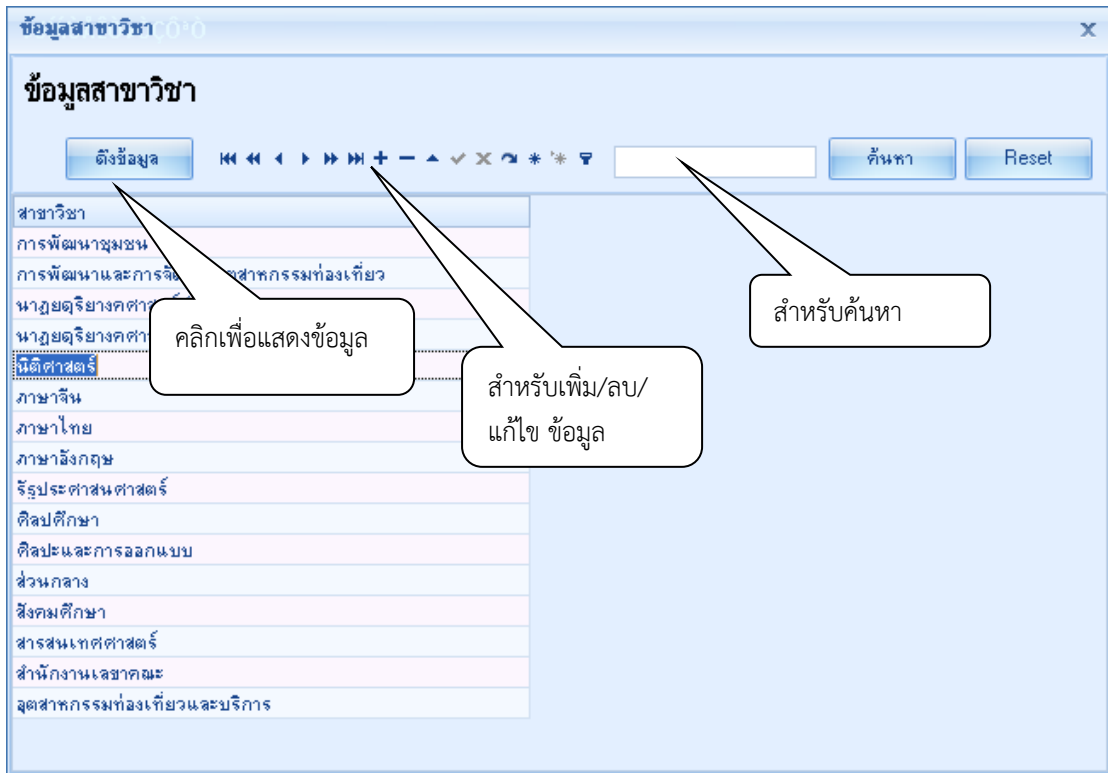 ข้อมูลสาขาวิชา
ข้อมูลสาขาวิชา
ดึงข้อมูล ค้นหา Reset
สาขาวิชา
การพัฒนาชุมชน
การพัฒนาและการจั ตสาหกรรมท่องเที่ยว
นาฏยดุริยางคศาส
นาฏยดุริยางคศา
นิติศาสตร์
ภาษาจีน
ภาษาไทย
ภาษาอังกฤษ
รัฐประศาสนศาสตร์
ศิลปศึกษา
ศิลปะและการออกแบบ
ส่วนกลาง
สังคมศึกษา
สารสนเทศศาสตร์
สำนักงานเลขาคณะ
อุตสาหกรรมท่องเที่ยวและบริการ
คลิกเพื่อแสดงข้อมูล
สำหรับเพิ่ม/ลบ/
แก้ไข ข้อมูล
สำหรับค้นหา